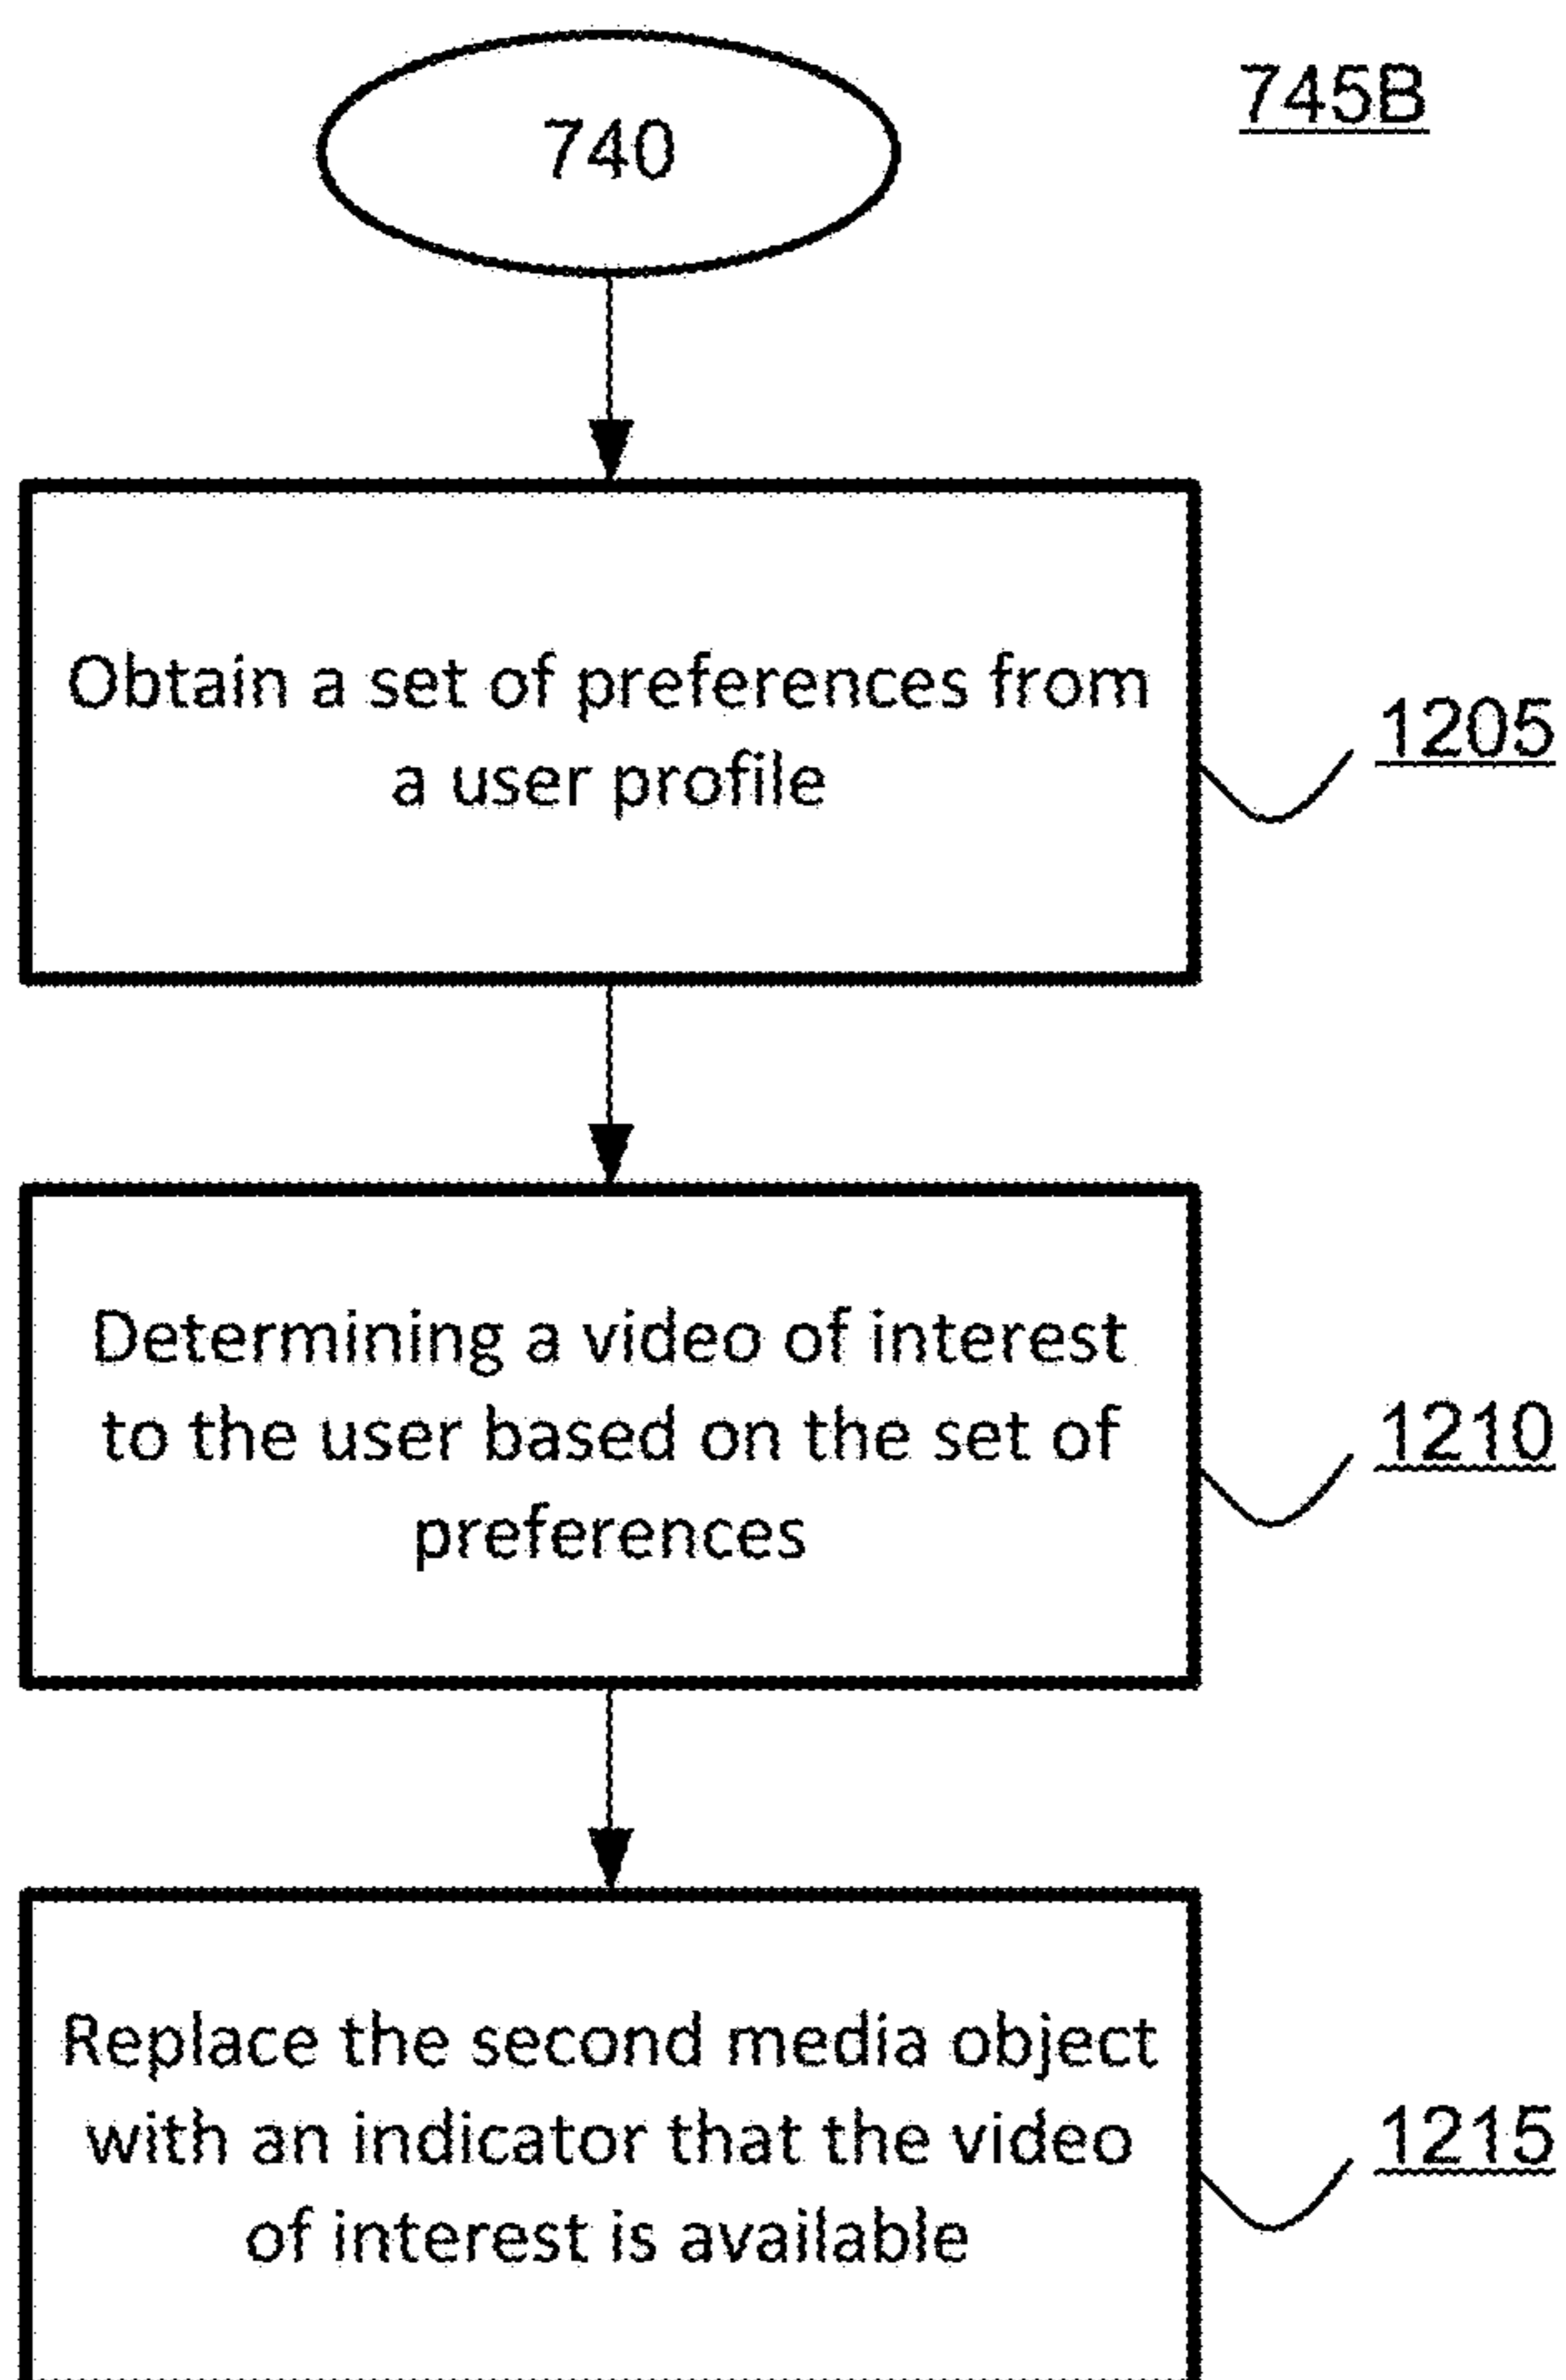 740
745B
Obtain a set of preferences from
a user profile
1205
Determining a video of interest
to the user based on the set of
preferences
1210
Replace the second media object
with an indicator that the video
of interest is available
1215